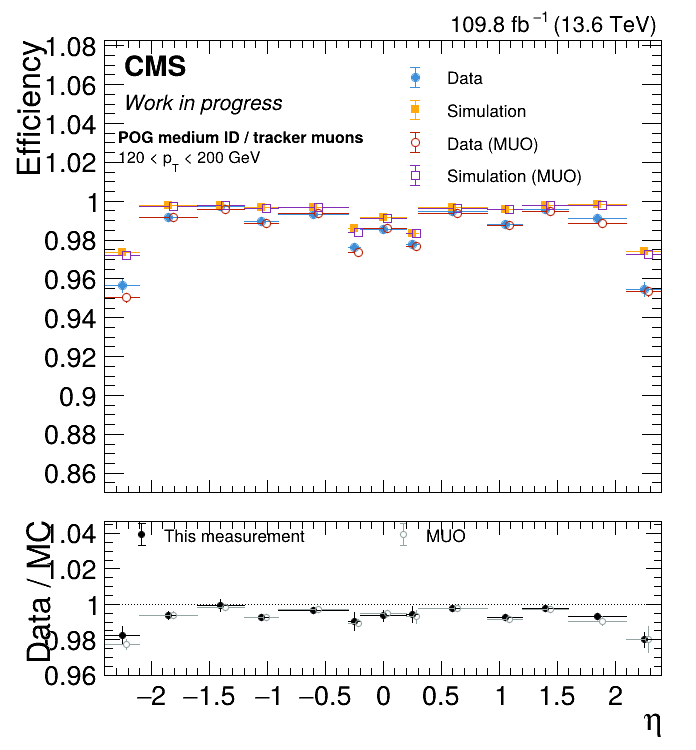 109.8 fb⁻¹ (13.6 TeV)
Efficiency
1.08
1.06
1.04
1.02
1
0.98
0.96
0.94
0.92
0.9
0.88
0.86
CMS
Work in progress
POG medium ID / tracker muons
120 < p_T < 200 GeV
Data
Simulation
Data (MUO)
Simulation (MUO)
Data / MC
1.04
1.02
1
0.98
0.96
This measurement
MUO
−2 −1.5 −1 −0.5 0 0.5 1 1.5 2
η